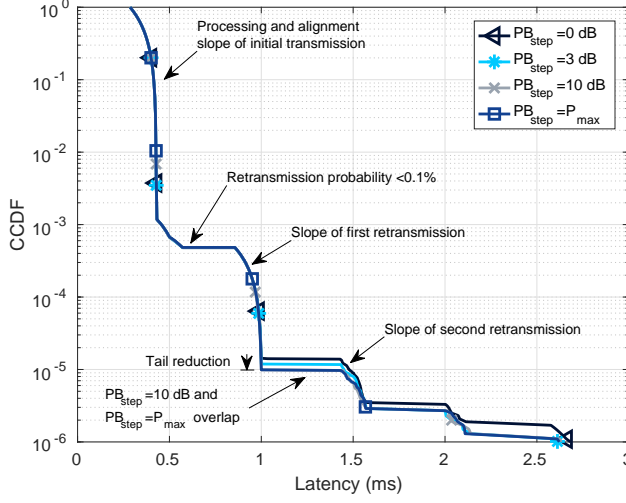 10^0
10^-1
10^-2
10^-3
10^-4
10^-5
10^-6
CCDF
0
0.5
1
1.5
2
2.5
3
Latency (ms)
Processing and alignment
slope of initial transmission
Retransmission probability <0.1%
Slope of first retransmission
Slope of second retransmission
Tail reduction
PB_step=10 dB and
PB_step=P_max overlap
PB_step=0 dB
PB_step=3 dB
PB_step=10 dB
PB_step=P_max